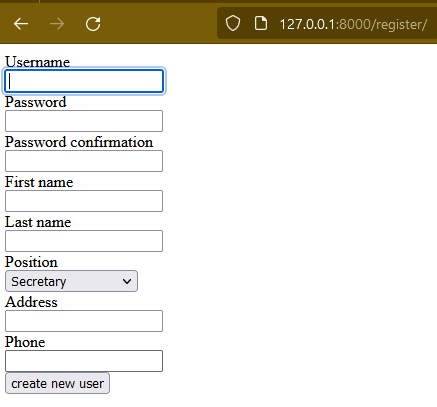 127.0.0.1:8000/register/
Username
Password
Password confirmation
First name
Last name
Position
Secretary
Address
Phone
create new user